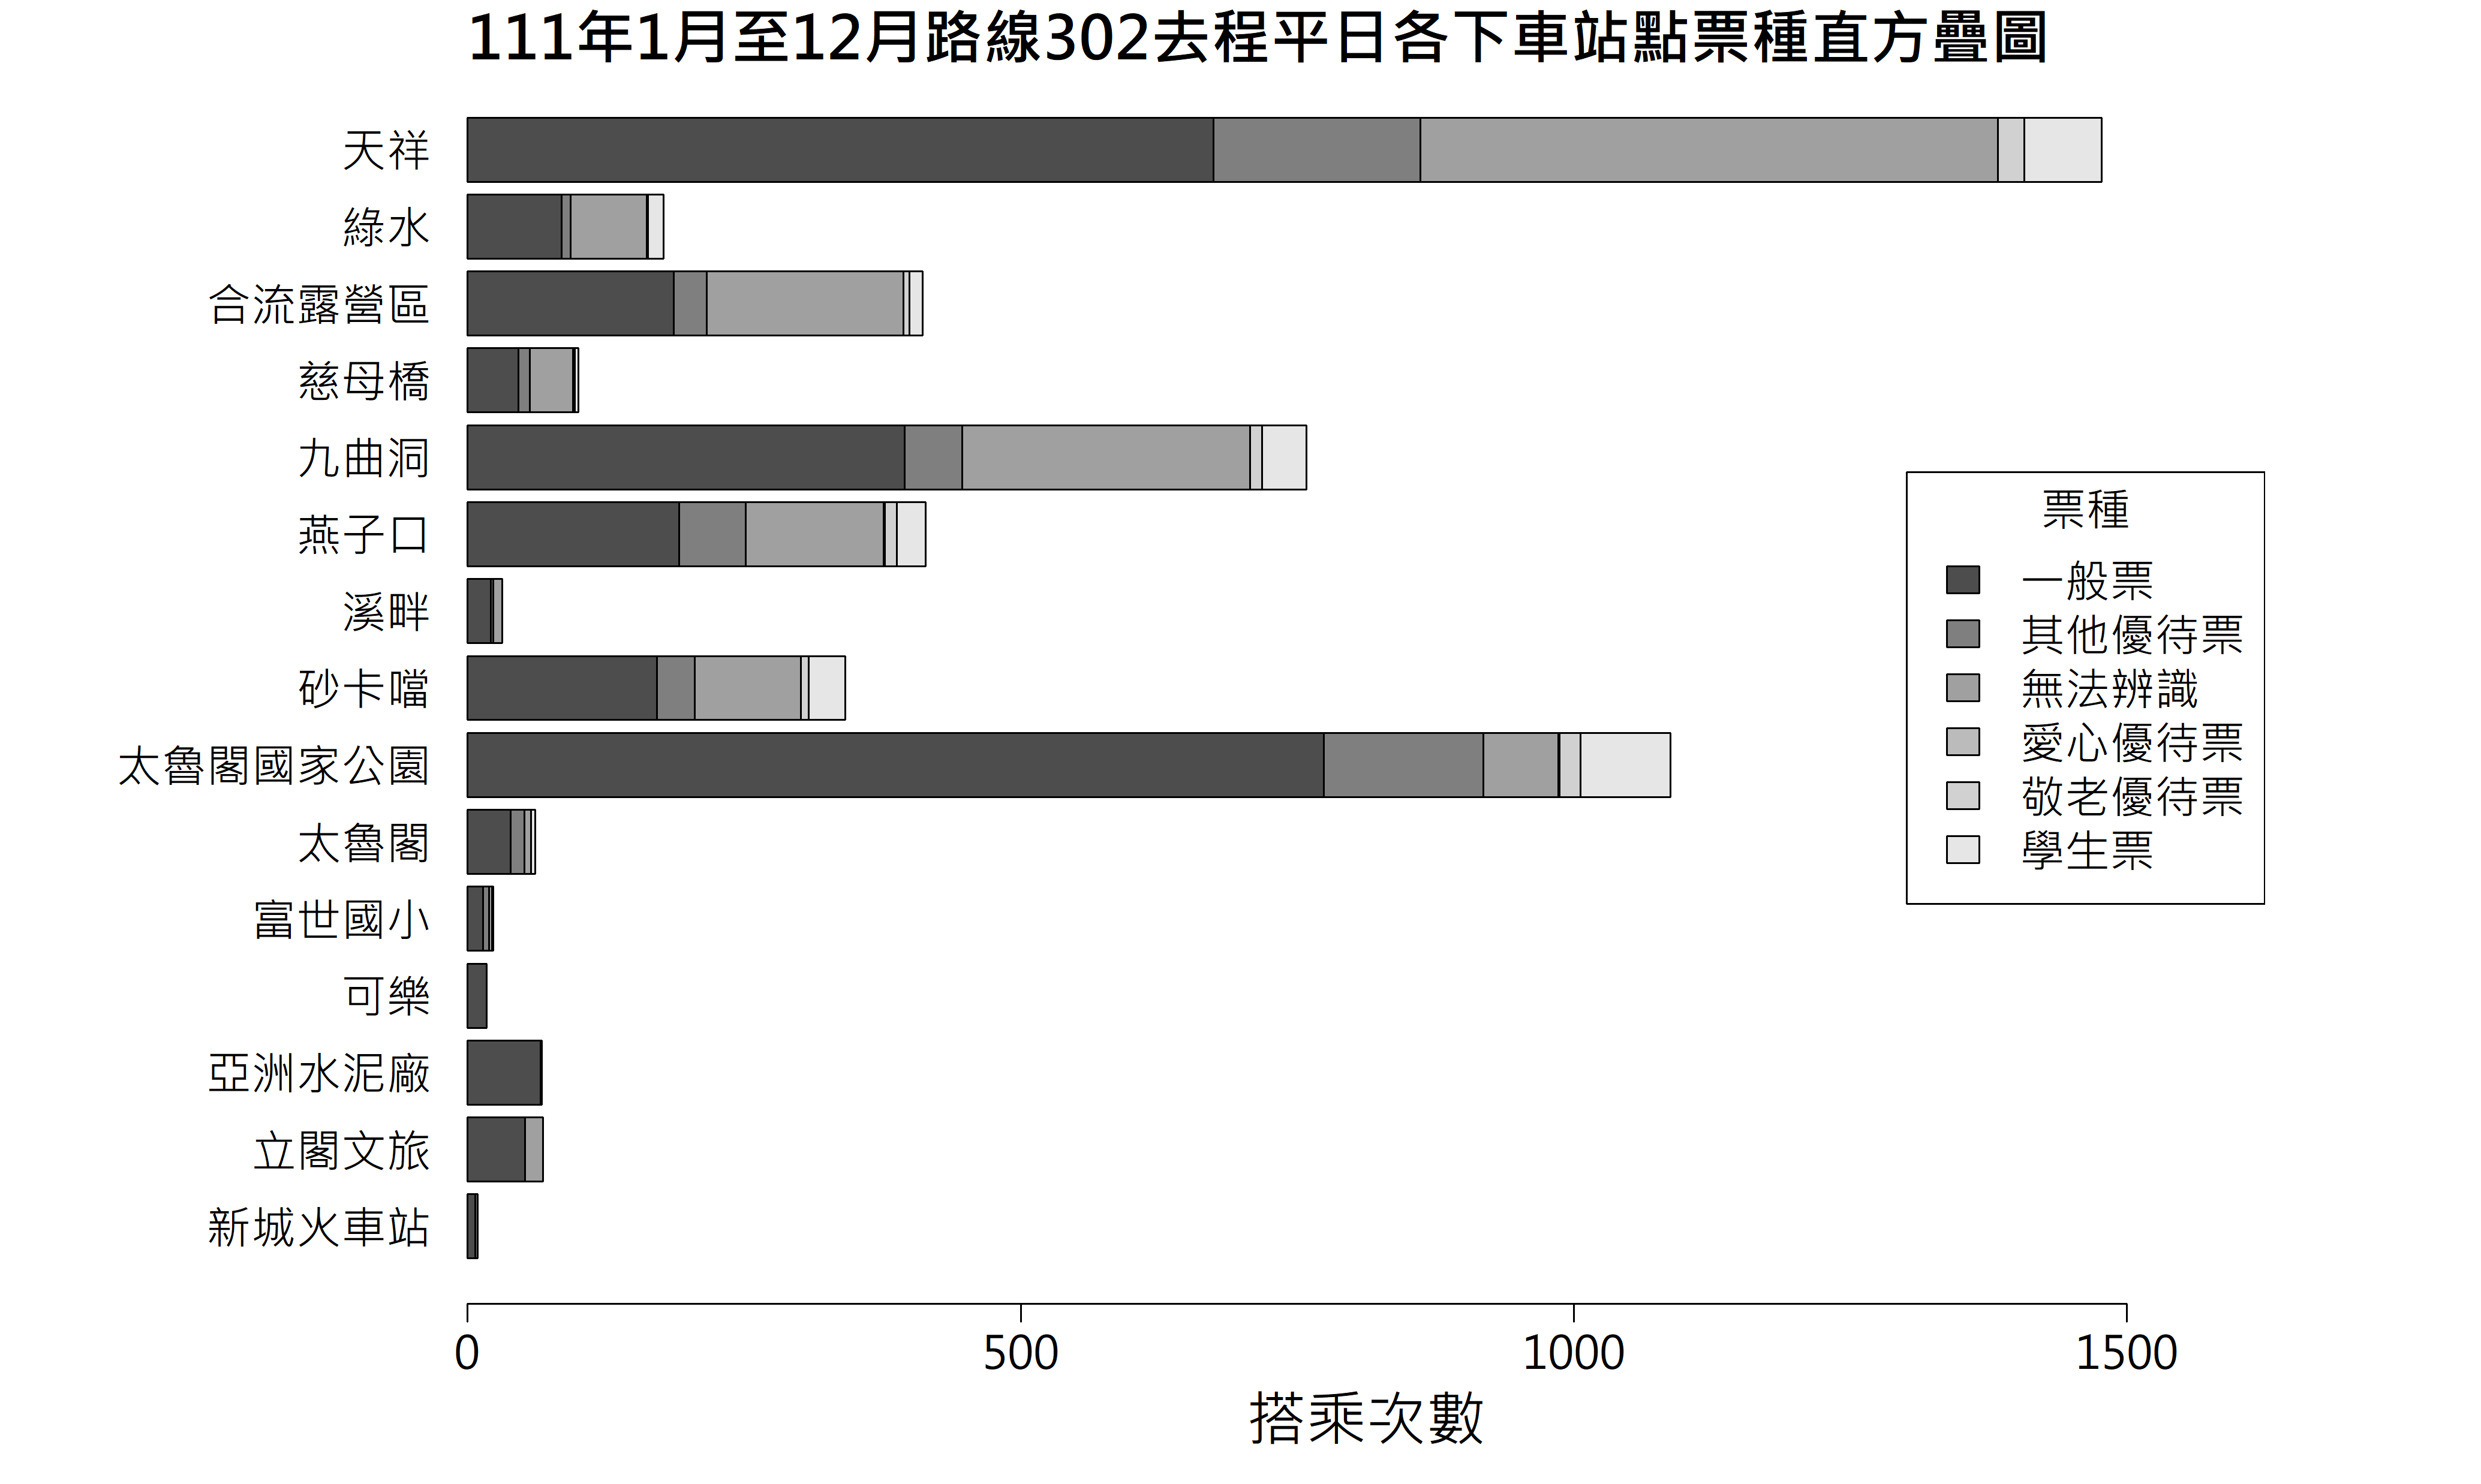 111年1月至12月路線302去程平日各下車站點票種直方疊圖
天祥
綠水
合流露營區
慈母橋
九曲洞
燕子口
溪畔
砂卡噹
太魯閣國家公園
太魯閣
富世國小
可樂
亞洲水泥廠
立閣文旅
新城火車站
票種
一般票
其他優待票
無法辨識
愛心優待票
敬老優待票
學生票
0 500 1000 1500
搭乘次數